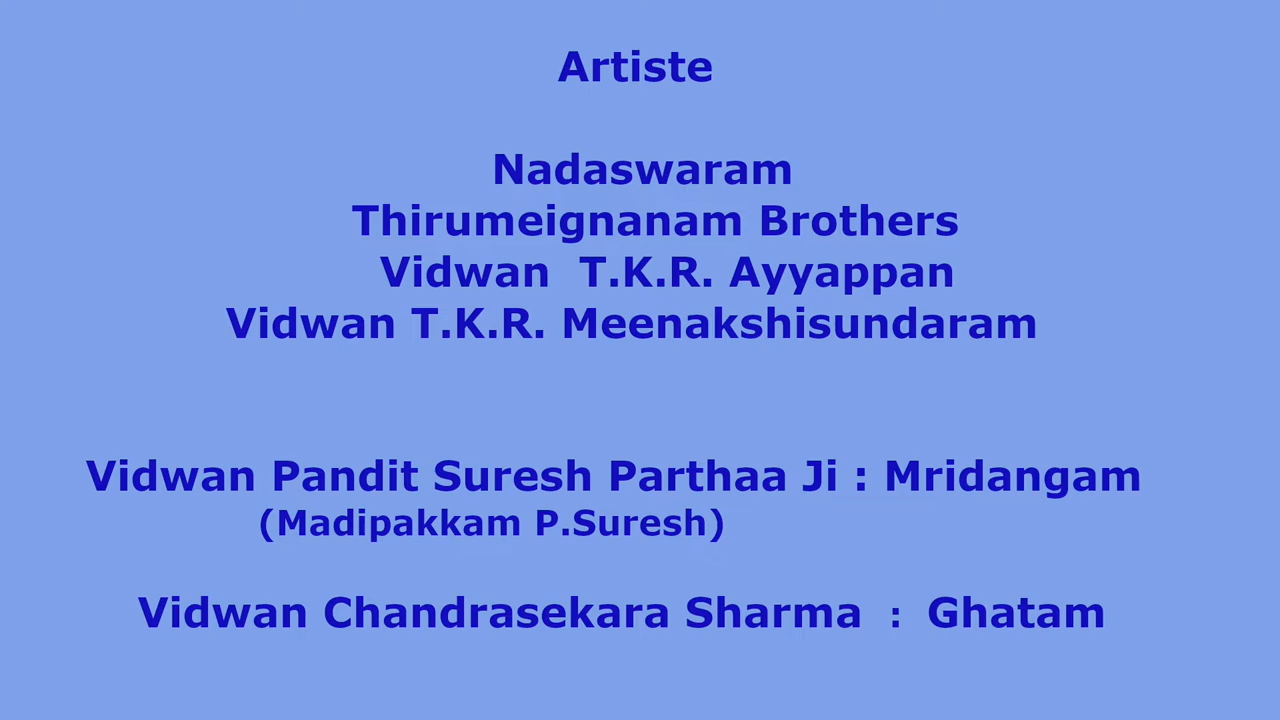 Artiste
Nadaswaram
Thirumeignanam Brothers
Vidwan T.K.R. Ayyappan
Vidwan T.K.R. Meenakshisundaram
Vidwan Pandit Suresh Parthaa Ji : Mridangam
(Madipakkam P.Suresh)
Vidwan Chandrasekara Sharma : Ghatam